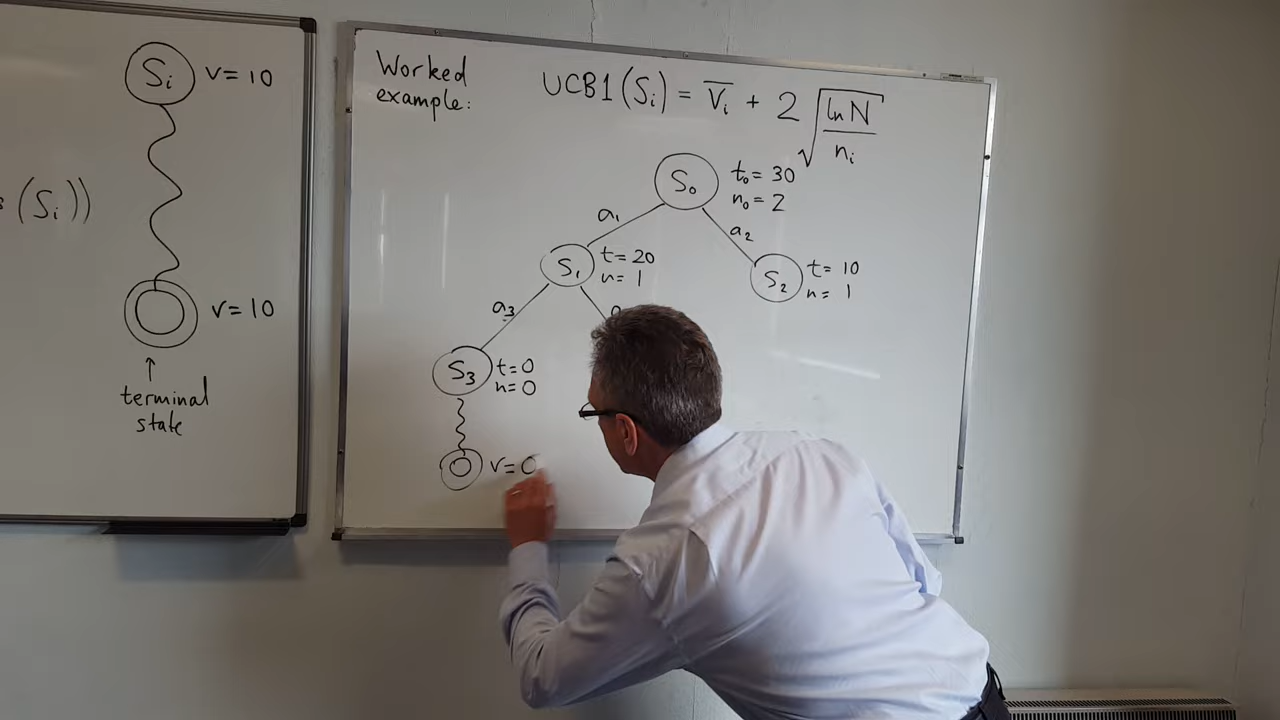 Si v=10
s(Si))
v=10
↑
terminal
state
Worked
example:
UCB1(Si) = V̅i + 2 √(ln N / ni)
S0 t0=30
n0=2
a1
a2
S1 t=20
n=1
S2 t=10
n=1
a3
S3 t=0
n=0
v=0